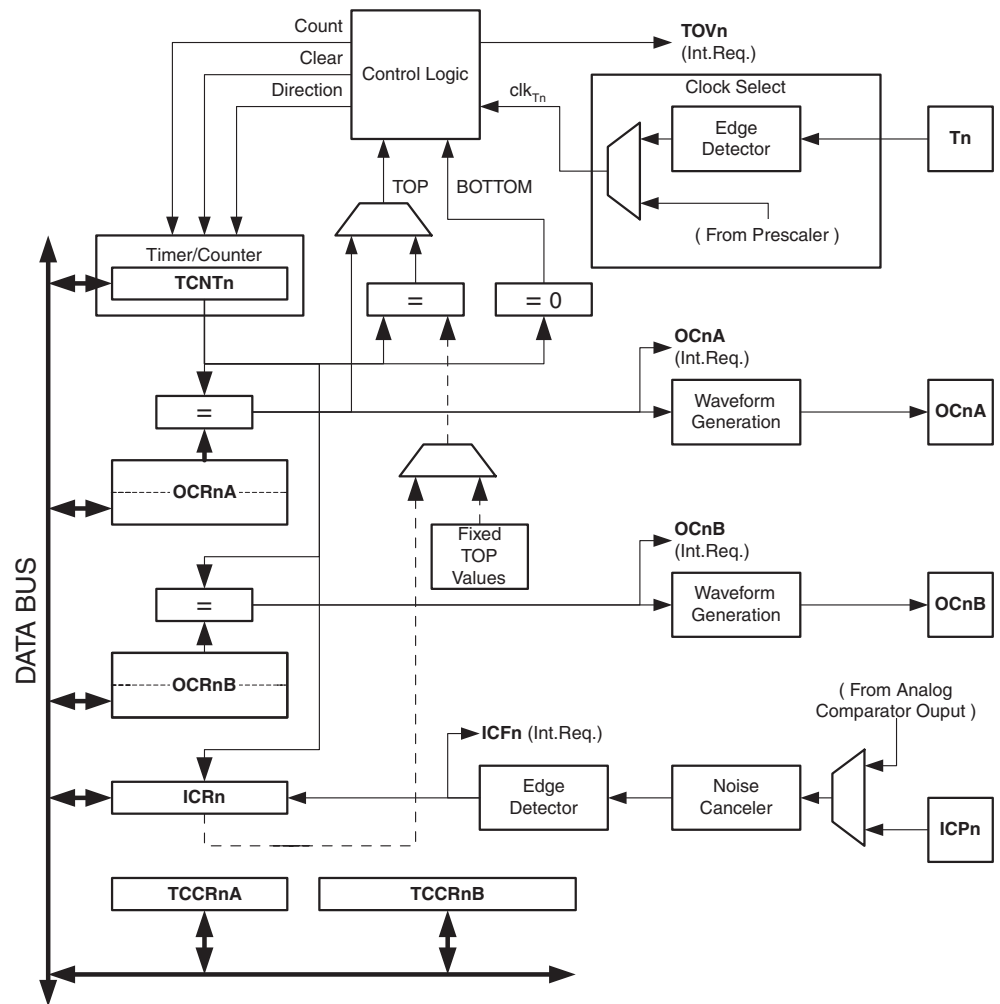 Count
Clear
Direction
Control Logic
TOVn
(Int.Req.)
clkTn
Clock Select
Edge
Detector
Tn
( From Prescaler )
TOP
BOTTOM
Timer/Counter
TCNTn
=
= 0
OCnA
(Int.Req.)
=
Waveform
Generation
OCnA
OCRnA
Fixed
TOP
Values
OCnB
(Int.Req.)
=
Waveform
Generation
OCnB
OCRnB
DATA BUS
( From Analog
Comparator Ouput )
ICFn (Int.Req.)
ICRn
Edge
Detector
Noise
Canceler
ICPn
TCCRnA
TCCRnB